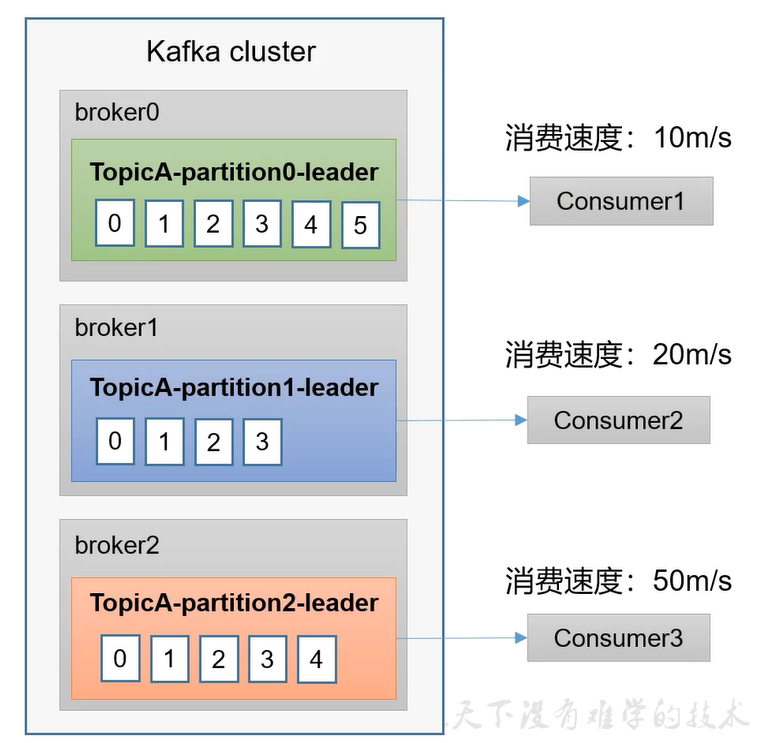 Kafka cluster
broker0
TopicA-partition0-leader
0 1 2 3 4 5
消费速度：10m/s
Consumer1
broker1
TopicA-partition1-leader
0 1 2 3
消费速度：20m/s
Consumer2
broker2
TopicA-partition2-leader
0 1 2 3 4
消费速度：50m/s
Consumer3
天下没有难学的技术